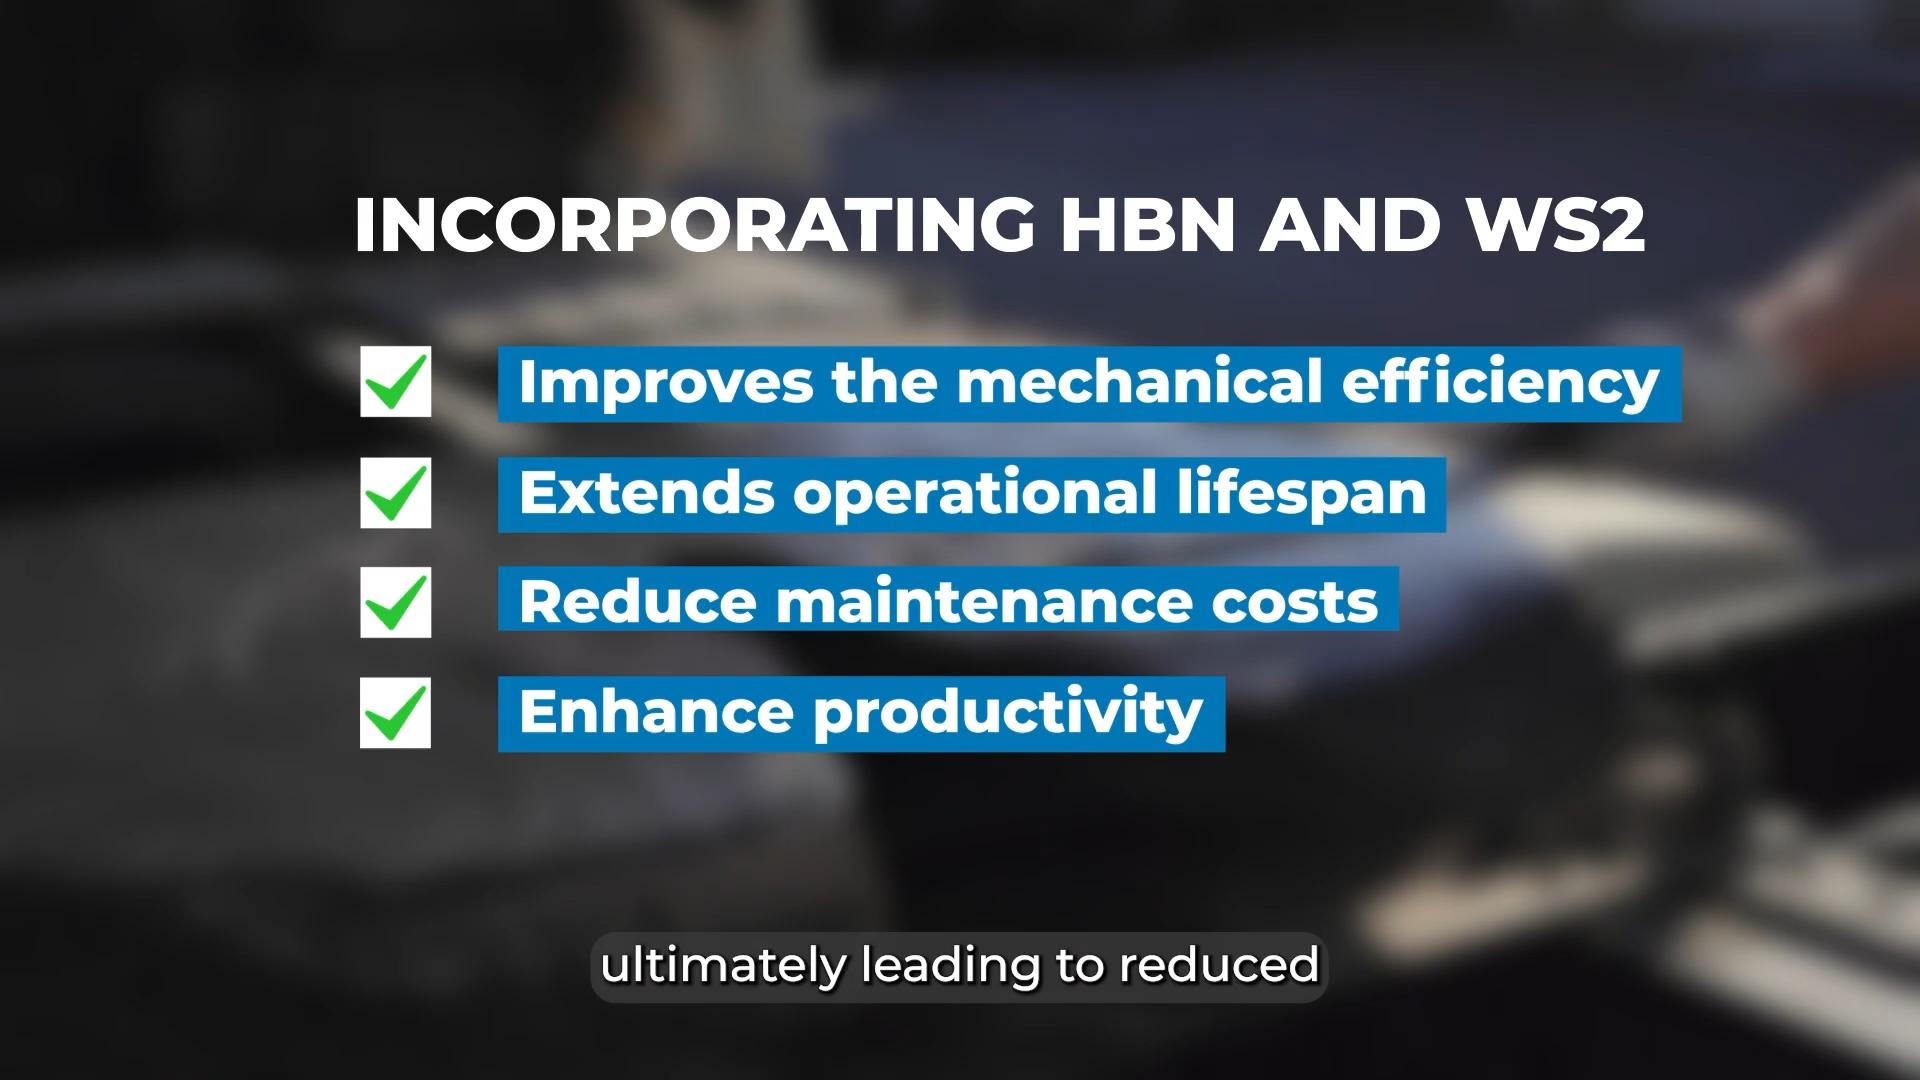 INCORPORATING HBN AND WS2
Improves the mechanical efficiency
Extends operational lifespan
Reduce maintenance costs
Enhance productivity
ultimately leading to reduced